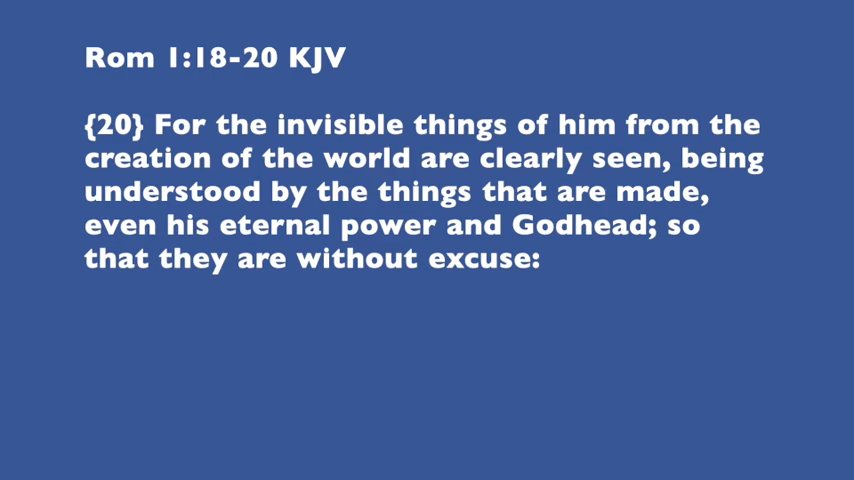 Rom 1:18-20 KJV
{20} For the invisible things of him from the
creation of the world are clearly seen, being
understood by the things that are made,
even his eternal power and Godhead; so
that they are without excuse: